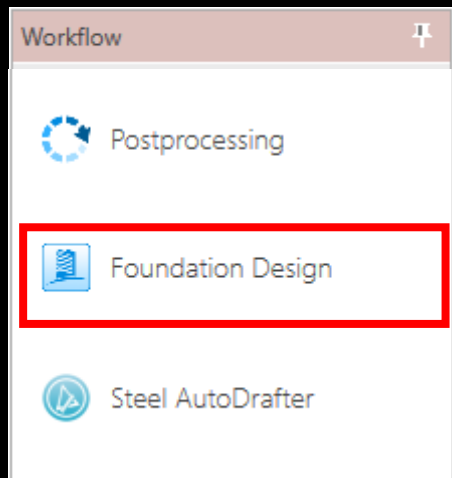 Workflow
Postprocessing
Foundation Design
Steel AutoDrafter